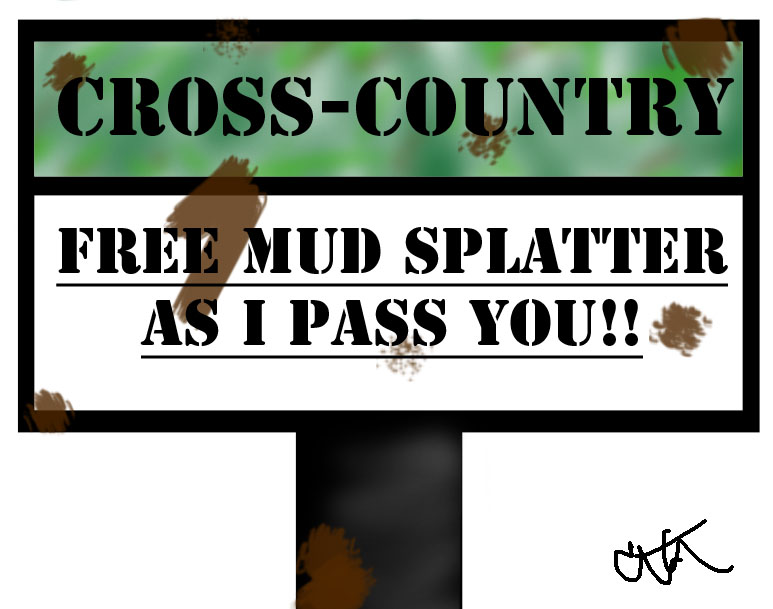 CROSS-COUNTRY
FREE MUD SPLATTER
AS I PASS YOU!!